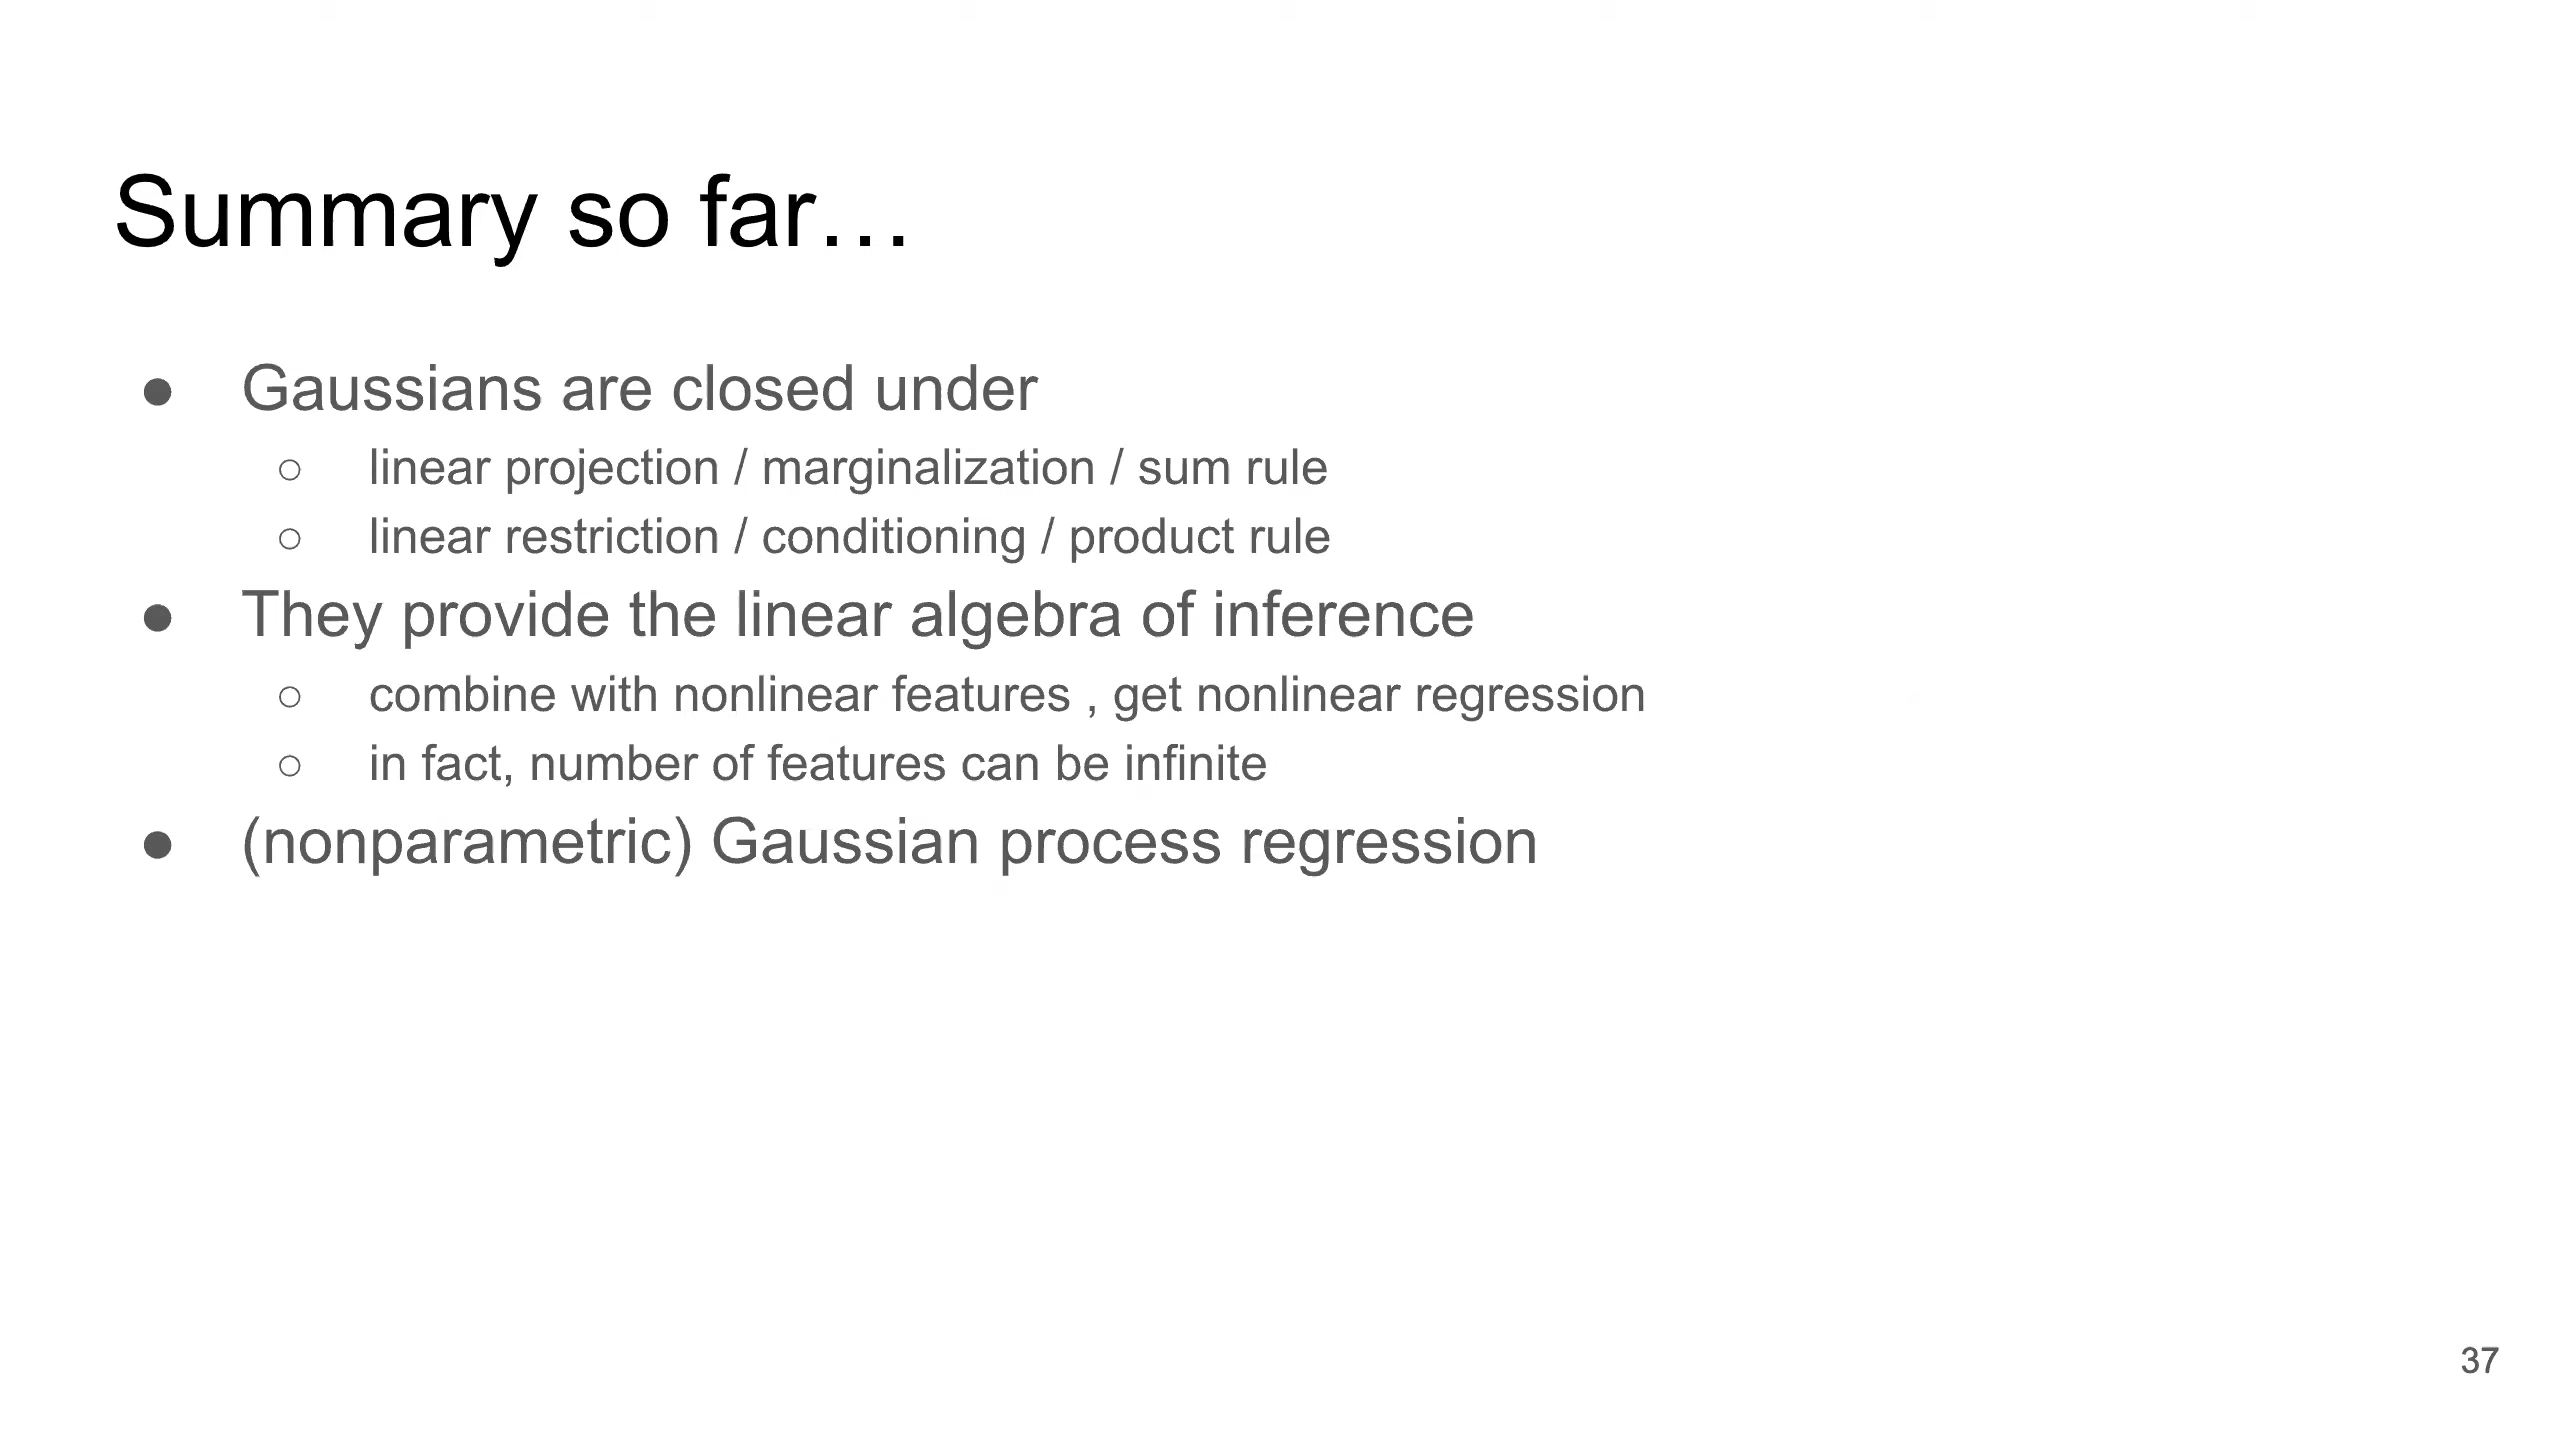 Summary so far…
● Gaussians are closed under
○ linear projection / marginalization / sum rule
○ linear restriction / conditioning / product rule
● They provide the linear algebra of inference
○ combine with nonlinear features , get nonlinear regression
○ in fact, number of features can be infinite
● (nonparametric) Gaussian process regression
37